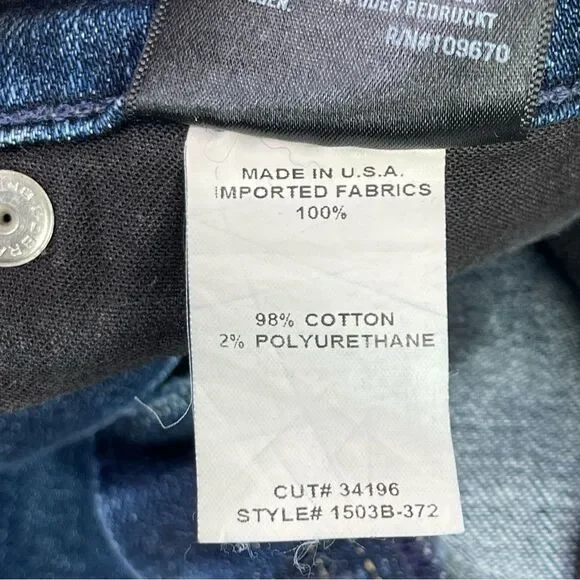 ODER BEDRUCKT
RN#109670
MADE IN U.S.A.
IMPORTED FABRICS
100%
98% COTTON
2% POLYURETHANE
CUT# 34196
STYLE# 1503B-372